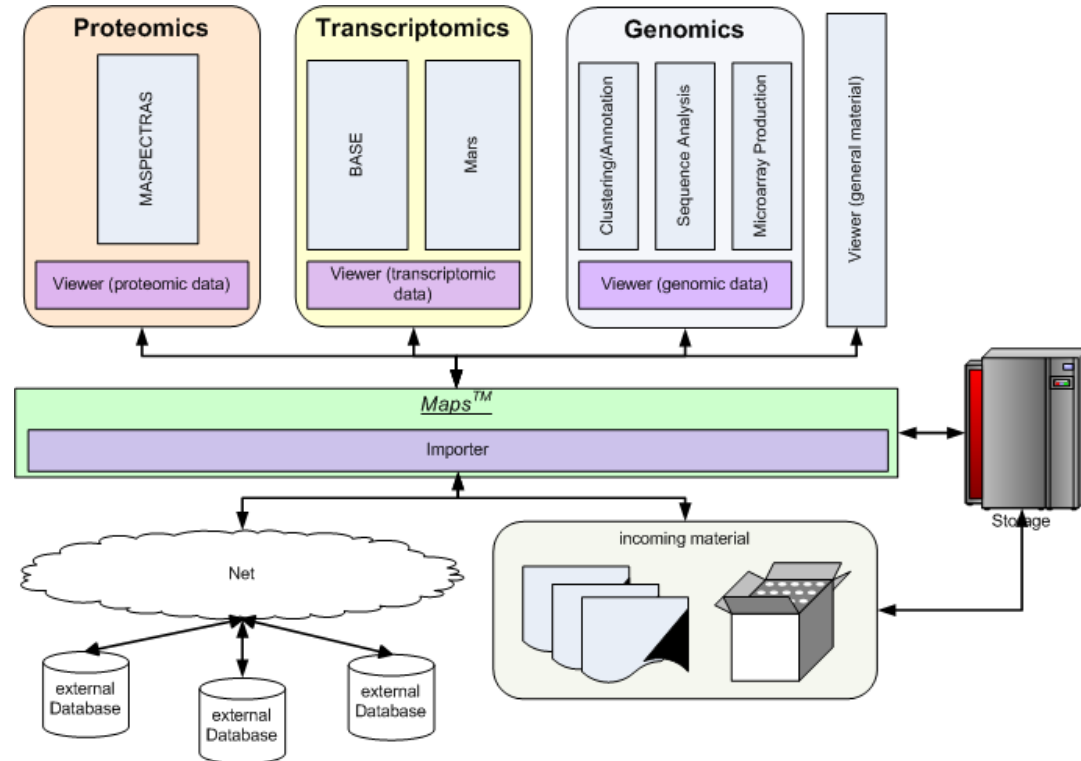 Proteomics
MASPECTRAS
Viewer (proteomic data)
Transcriptomics
BASE
Mars
Viewer (transcriptomic
data)
Genomics
Clustering/Annotation
Sequence Analysis
Microarray Production
Viewer (genomic data)
Viewer (general material)
Maps™
Importer
Storage
Net
incoming material
external
Database
external
Database
external
Database